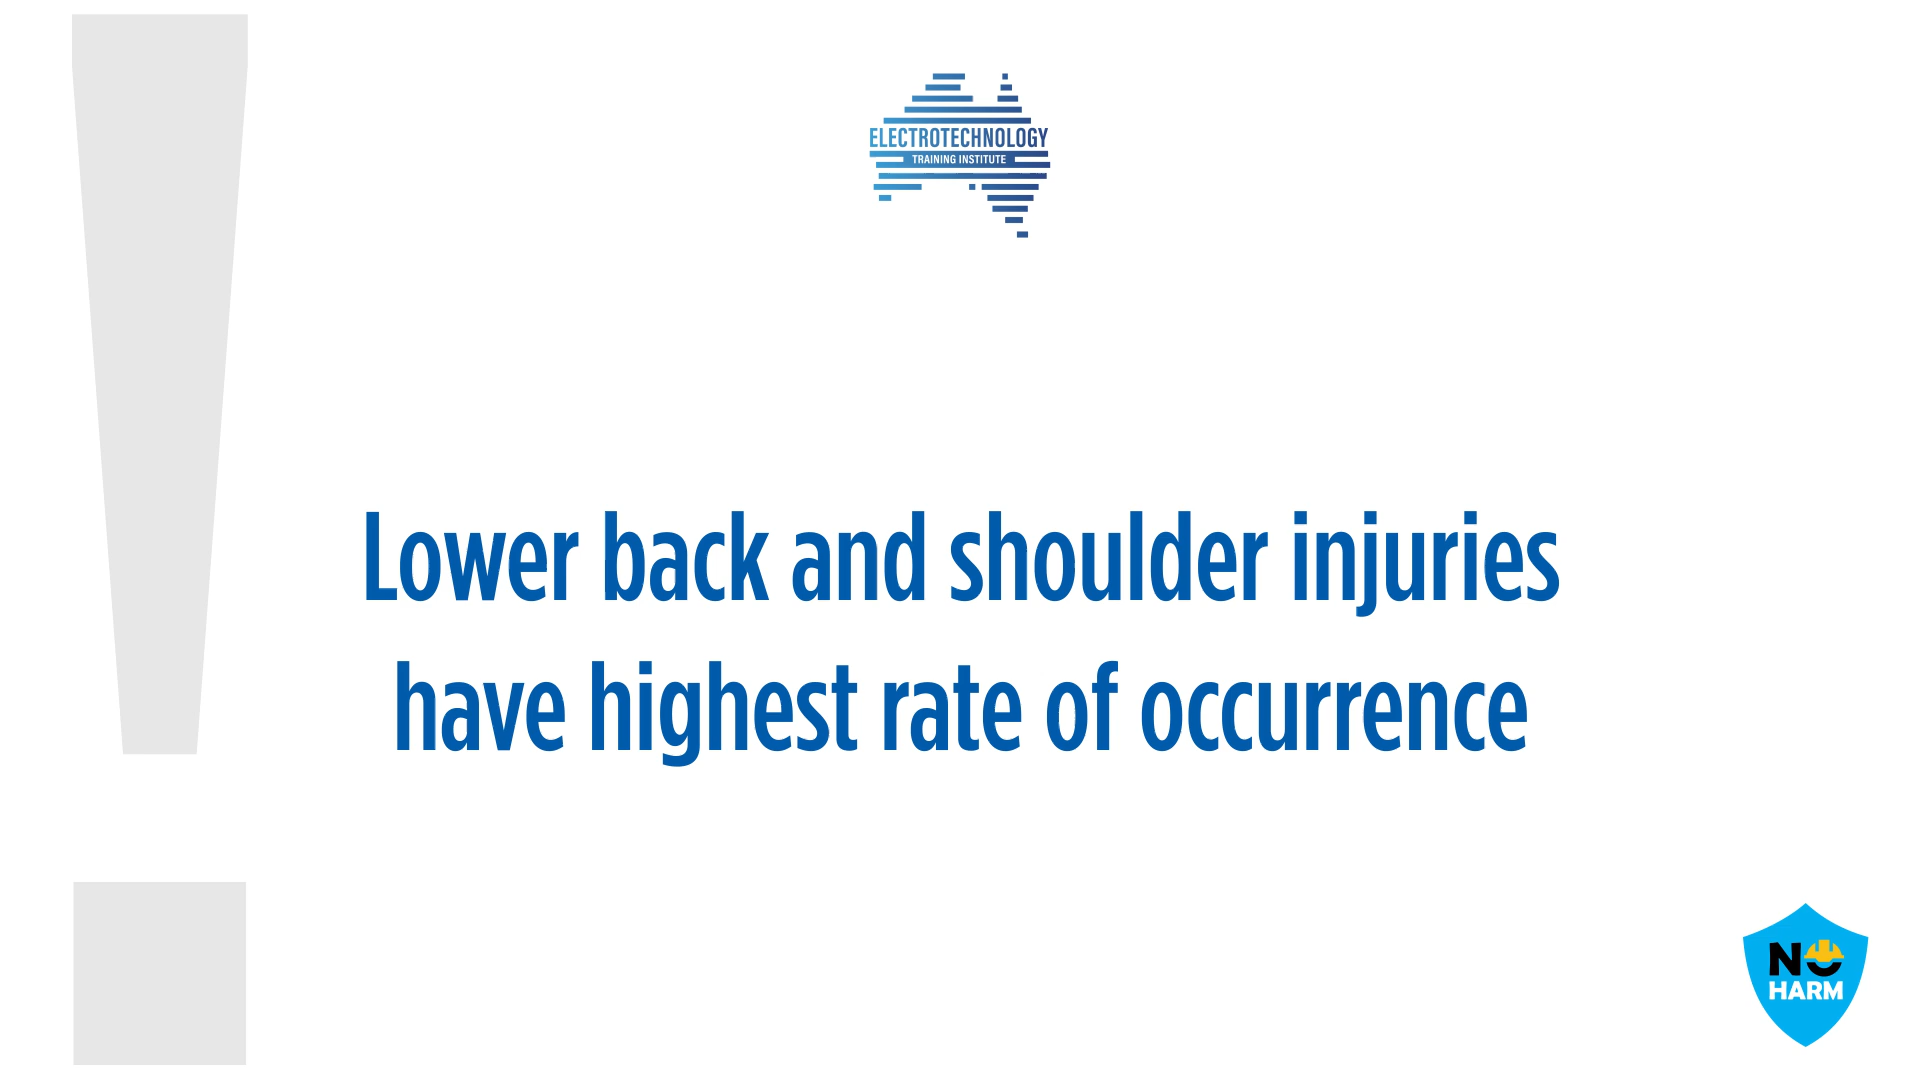 ELECTROTECHNOLOGY
TRAINING INSTITUTE
Lower back and shoulder injuries
have highest rate of occurrence
NO
HARM